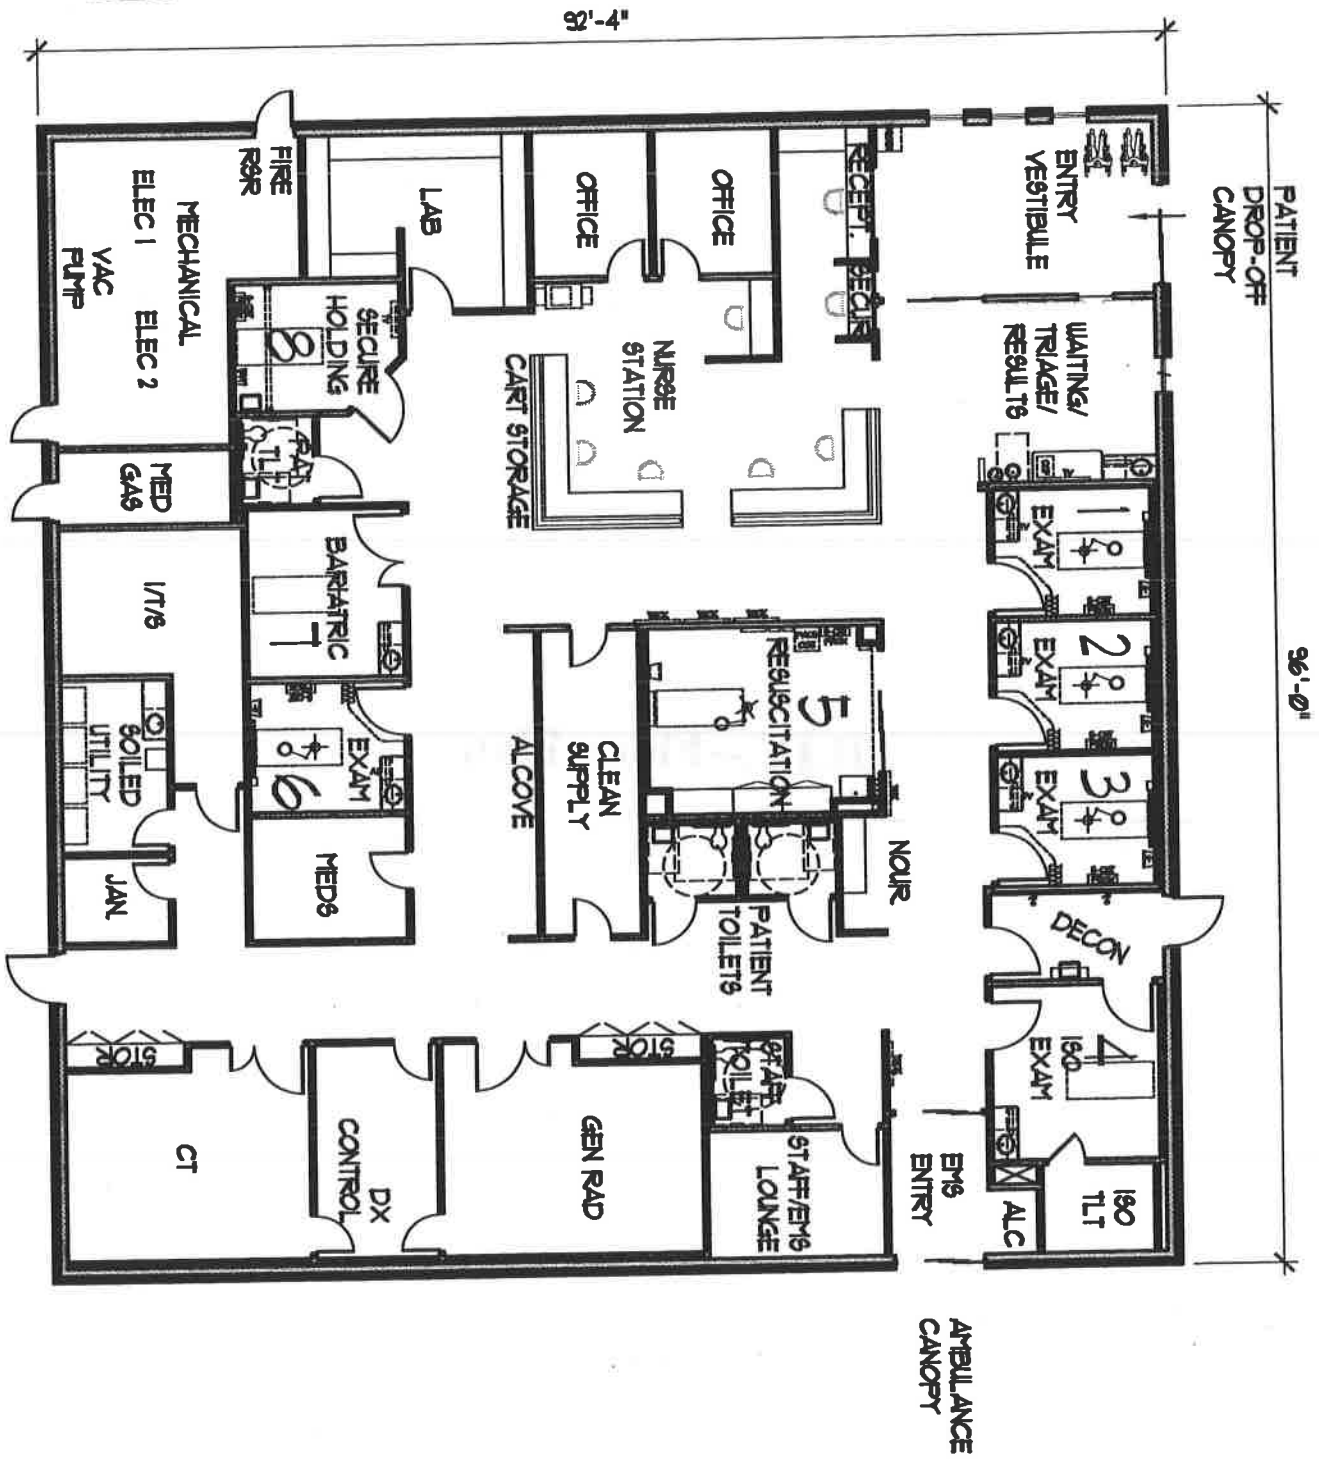 92'-4"
96'-0"
PATIENT
DROP-OFF
CANOPY
ENTRY
VESTIBULE
WAITING/
TRIAGE/
RESULTS
RECEPT.
SECUR
OFFICE
OFFICE
LAB
FIRE
RSR
MECHANICAL
ELEC 1
ELEC 2
VAC
PUMP
SECURE
HOLDING
8
NURSE
STATION
CART STORAGE
PAT
TLT
MED
GAS
I/T/S
BARIATRIC
7
1
EXAM
2
EXAM
3
EXAM
RESUSCITATION
5
CLEAN
SUPPLY
ALCOVE
EXAM
6
SOILED
UTILITY
JAN.
MEDS
NOUR
PATIENT
TOILETS
DECON
4
ISO
EXAM
ISO
TLT
ALC
EMS
ENTRY
STAFF
TOILET
STAFF/EMS
LOUNGE
STOR
STOR
GEN RAD
DX
CONTROL
CT
AMBULANCE
CANOPY